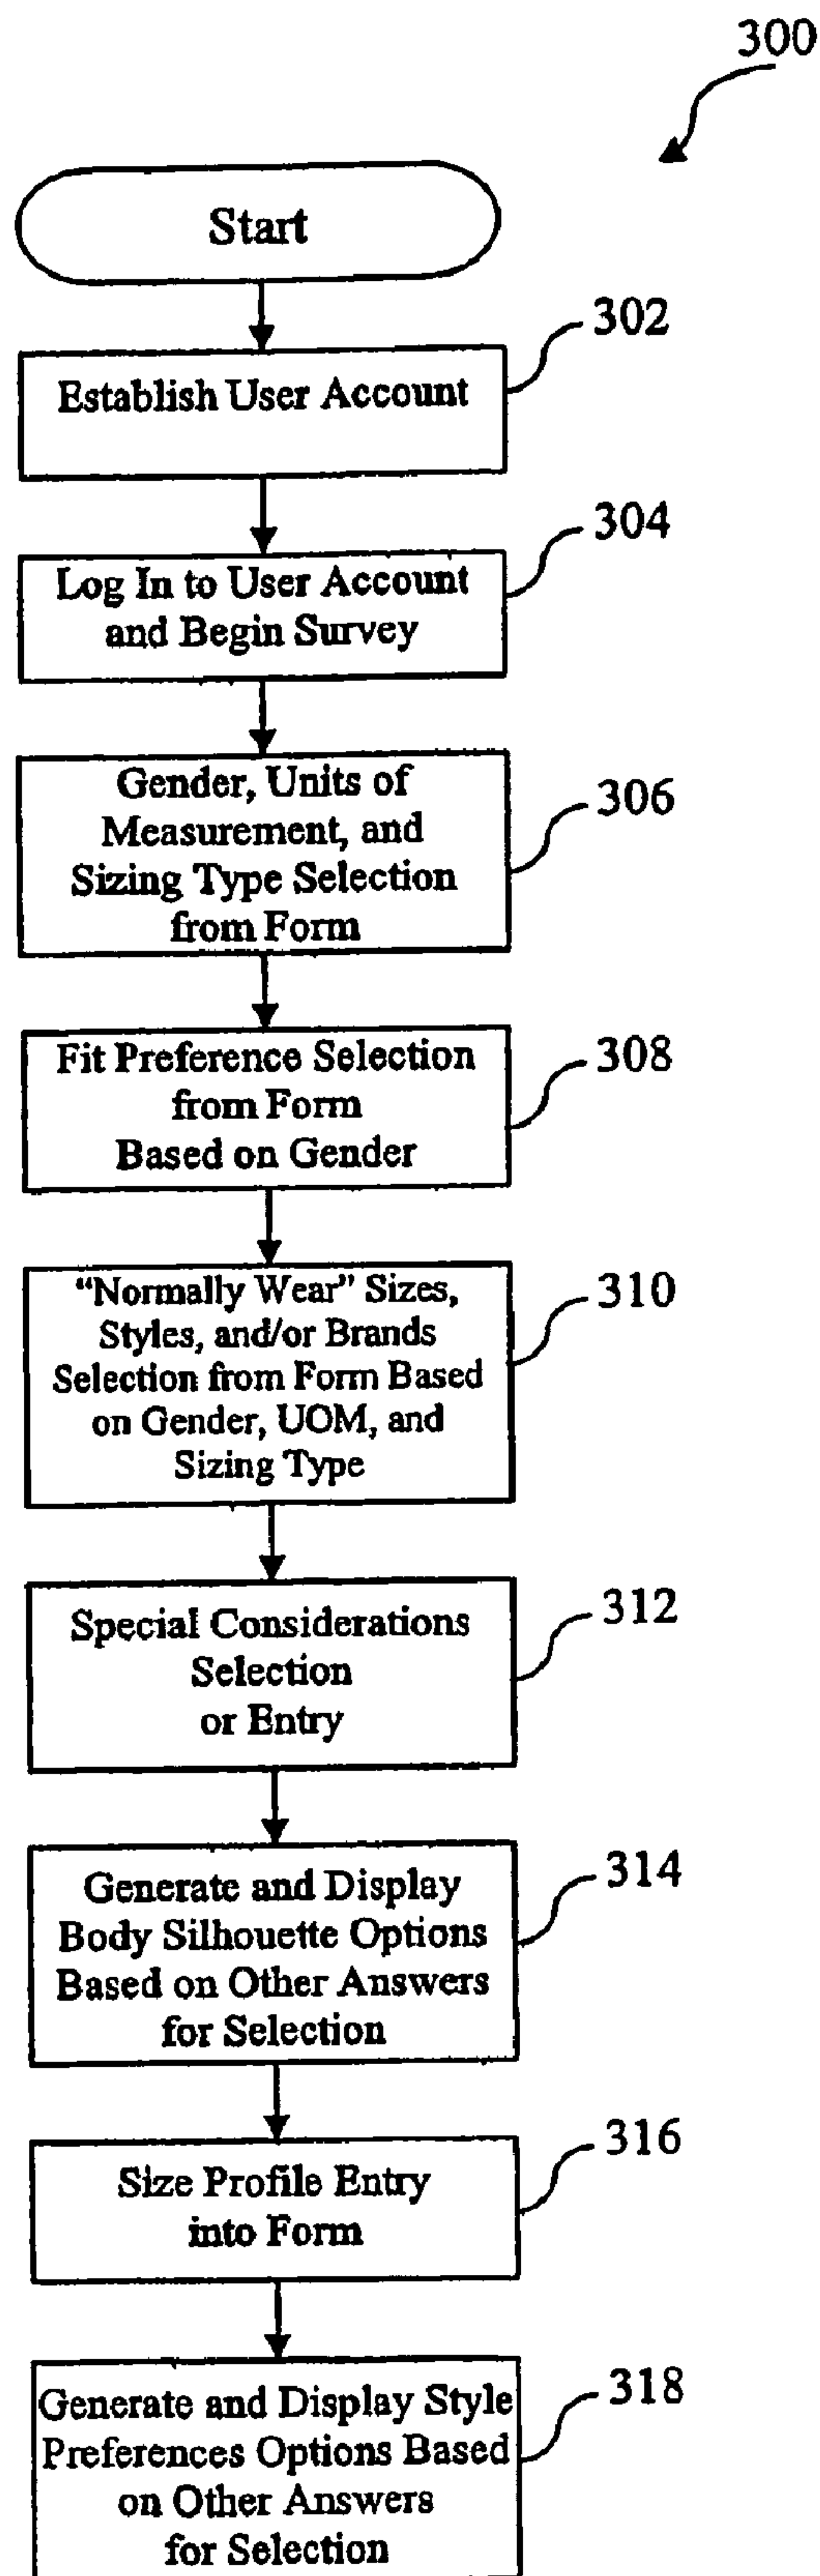 300
Start
302
Establish User Account
304
Log In to User Account
and Begin Survey
306
Gender, Units of
Measurement, and
Sizing Type Selection
from Form
308
Fit Preference Selection
from Form
Based on Gender
310
“Normally Wear” Sizes,
Styles, and/or Brands
Selection from Form Based
on Gender, UOM, and
Sizing Type
312
Special Considerations
Selection
or Entry
314
Generate and Display
Body Silhouette Options
Based on Other Answers
for Selection
316
Size Profile Entry
into Form
318
Generate and Display Style
Preferences Options Based
on Other Answers
for Selection